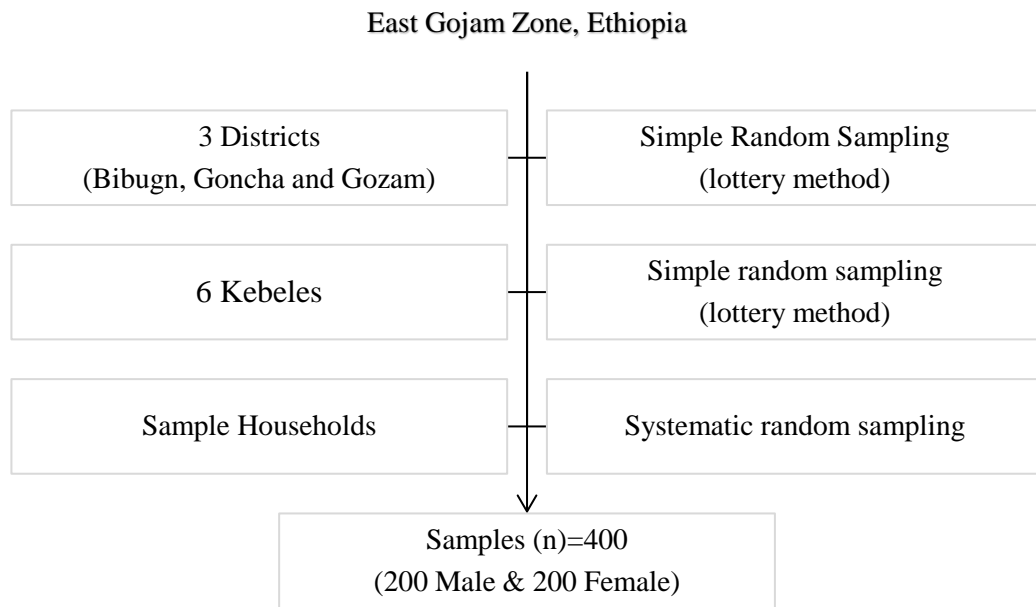 East Gojam Zone, Ethiopia
3 Districts
(Bibugn, Goncha and Gozam)
Simple Random Sampling
(lottery method)
6 Kebeles
Simple random sampling
(lottery method)
Sample Households
Systematic random sampling
Samples (n)=400
(200 Male & 200 Female)